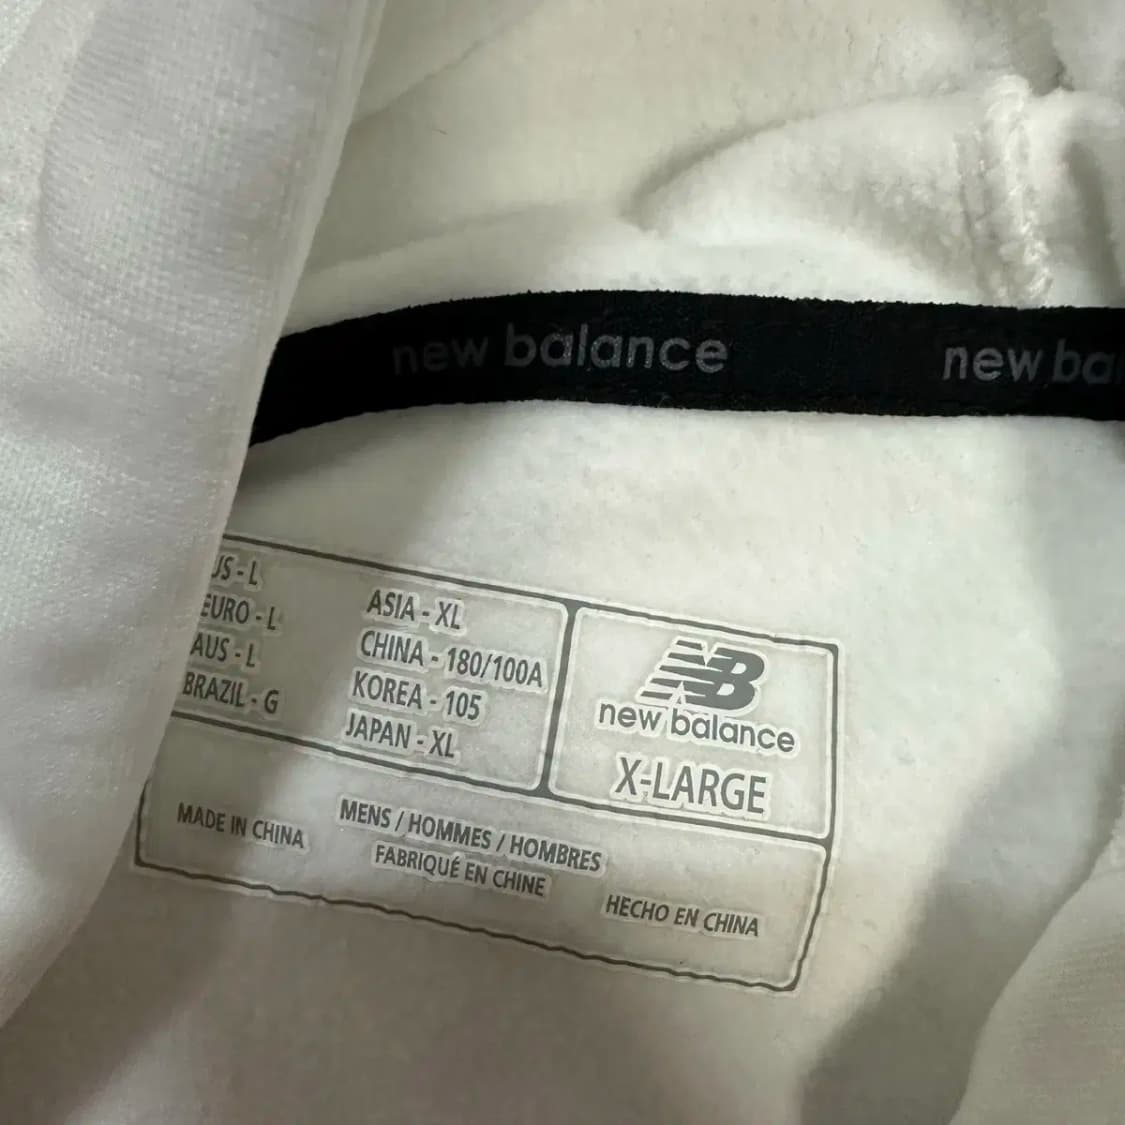 new balance new ba
US - L
EURO - L
AUS - L
BRAZIL - G
ASIA - XL
CHINA - 180/100A
KOREA - 105
JAPAN - XL
NB
new balance
X-LARGE
MENS / HOMMES / HOMBRES
MADE IN CHINA
FABRIQUÉ EN CHINE
HECHO EN CHINA